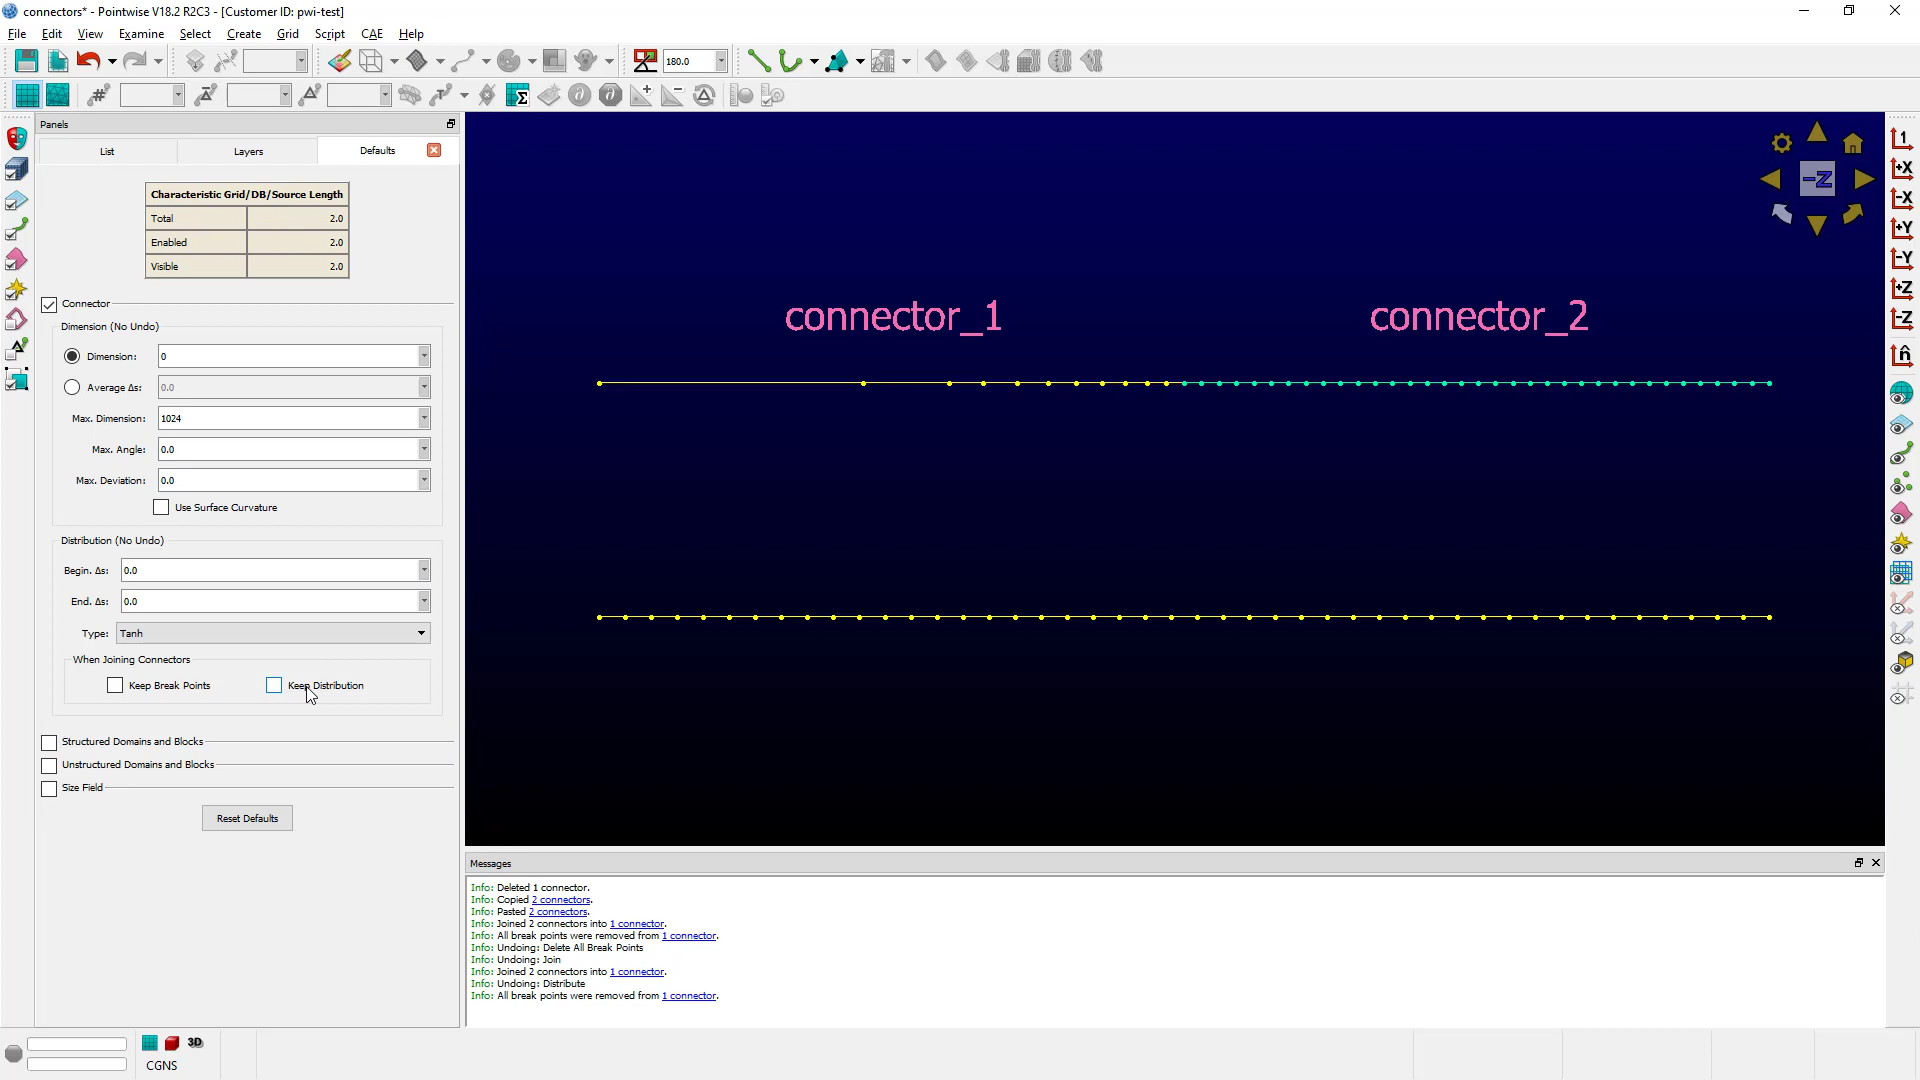 connectors* - Pointwise V18.2 R2C3 - [Customer ID: pwi-test]
File Edit View Examine Select Create Grid Script CAE Help
180.0
Panels
List Layers Defaults
Characteristic Grid/DB/Source Length
Total 2.0
Enabled 2.0
Visible 2.0
Connector
Dimension (No Undo)
Dimension: 0
Average Δs: 0.0
Max. Dimension: 1024
Max. Angle: 0.0
Max. Deviation: 0.0
Use Surface Curvature
Distribution (No Undo)
Begin. Δs: 0.0
End. Δs: 0.0
Type: Tanh
When Joining Connectors
Keep Break Points Keep Distribution
Structured Domains and Blocks
Unstructured Domains and Blocks
Size Field
Reset Defaults
connector_1 connector_2
-Z
1
+X
-X
+Y
-Y
+Z
-Z
n̂
Messages
Info: Deleted 1 connector.
Info: Copied 2 connectors.
Info: Pasted 2 connectors.
Info: Joined 2 connectors into 1 connector.
Info: All break points were removed from 1 connector.
Info: Undoing: Delete All Break Points
Info: Undoing: Join
Info: Joined 2 connectors into 1 connector.
Info: Undoing: Distribute
Info: All break points were removed from 1 connector.
3D
CGNS